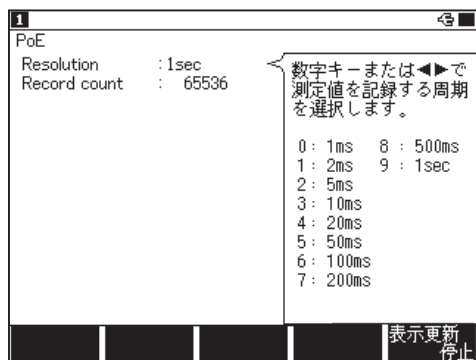 1
PoE
Resolution :1sec
Record count : 65536
数字キーまたは◀▶で
測定値を記録する周期
を選択します。
0: 1ms 8 : 500ms
1: 2ms 9 : 1sec
2: 5ms
3: 10ms
4: 20ms
5: 50ms
6: 100ms
7: 200ms
表示更新
停止